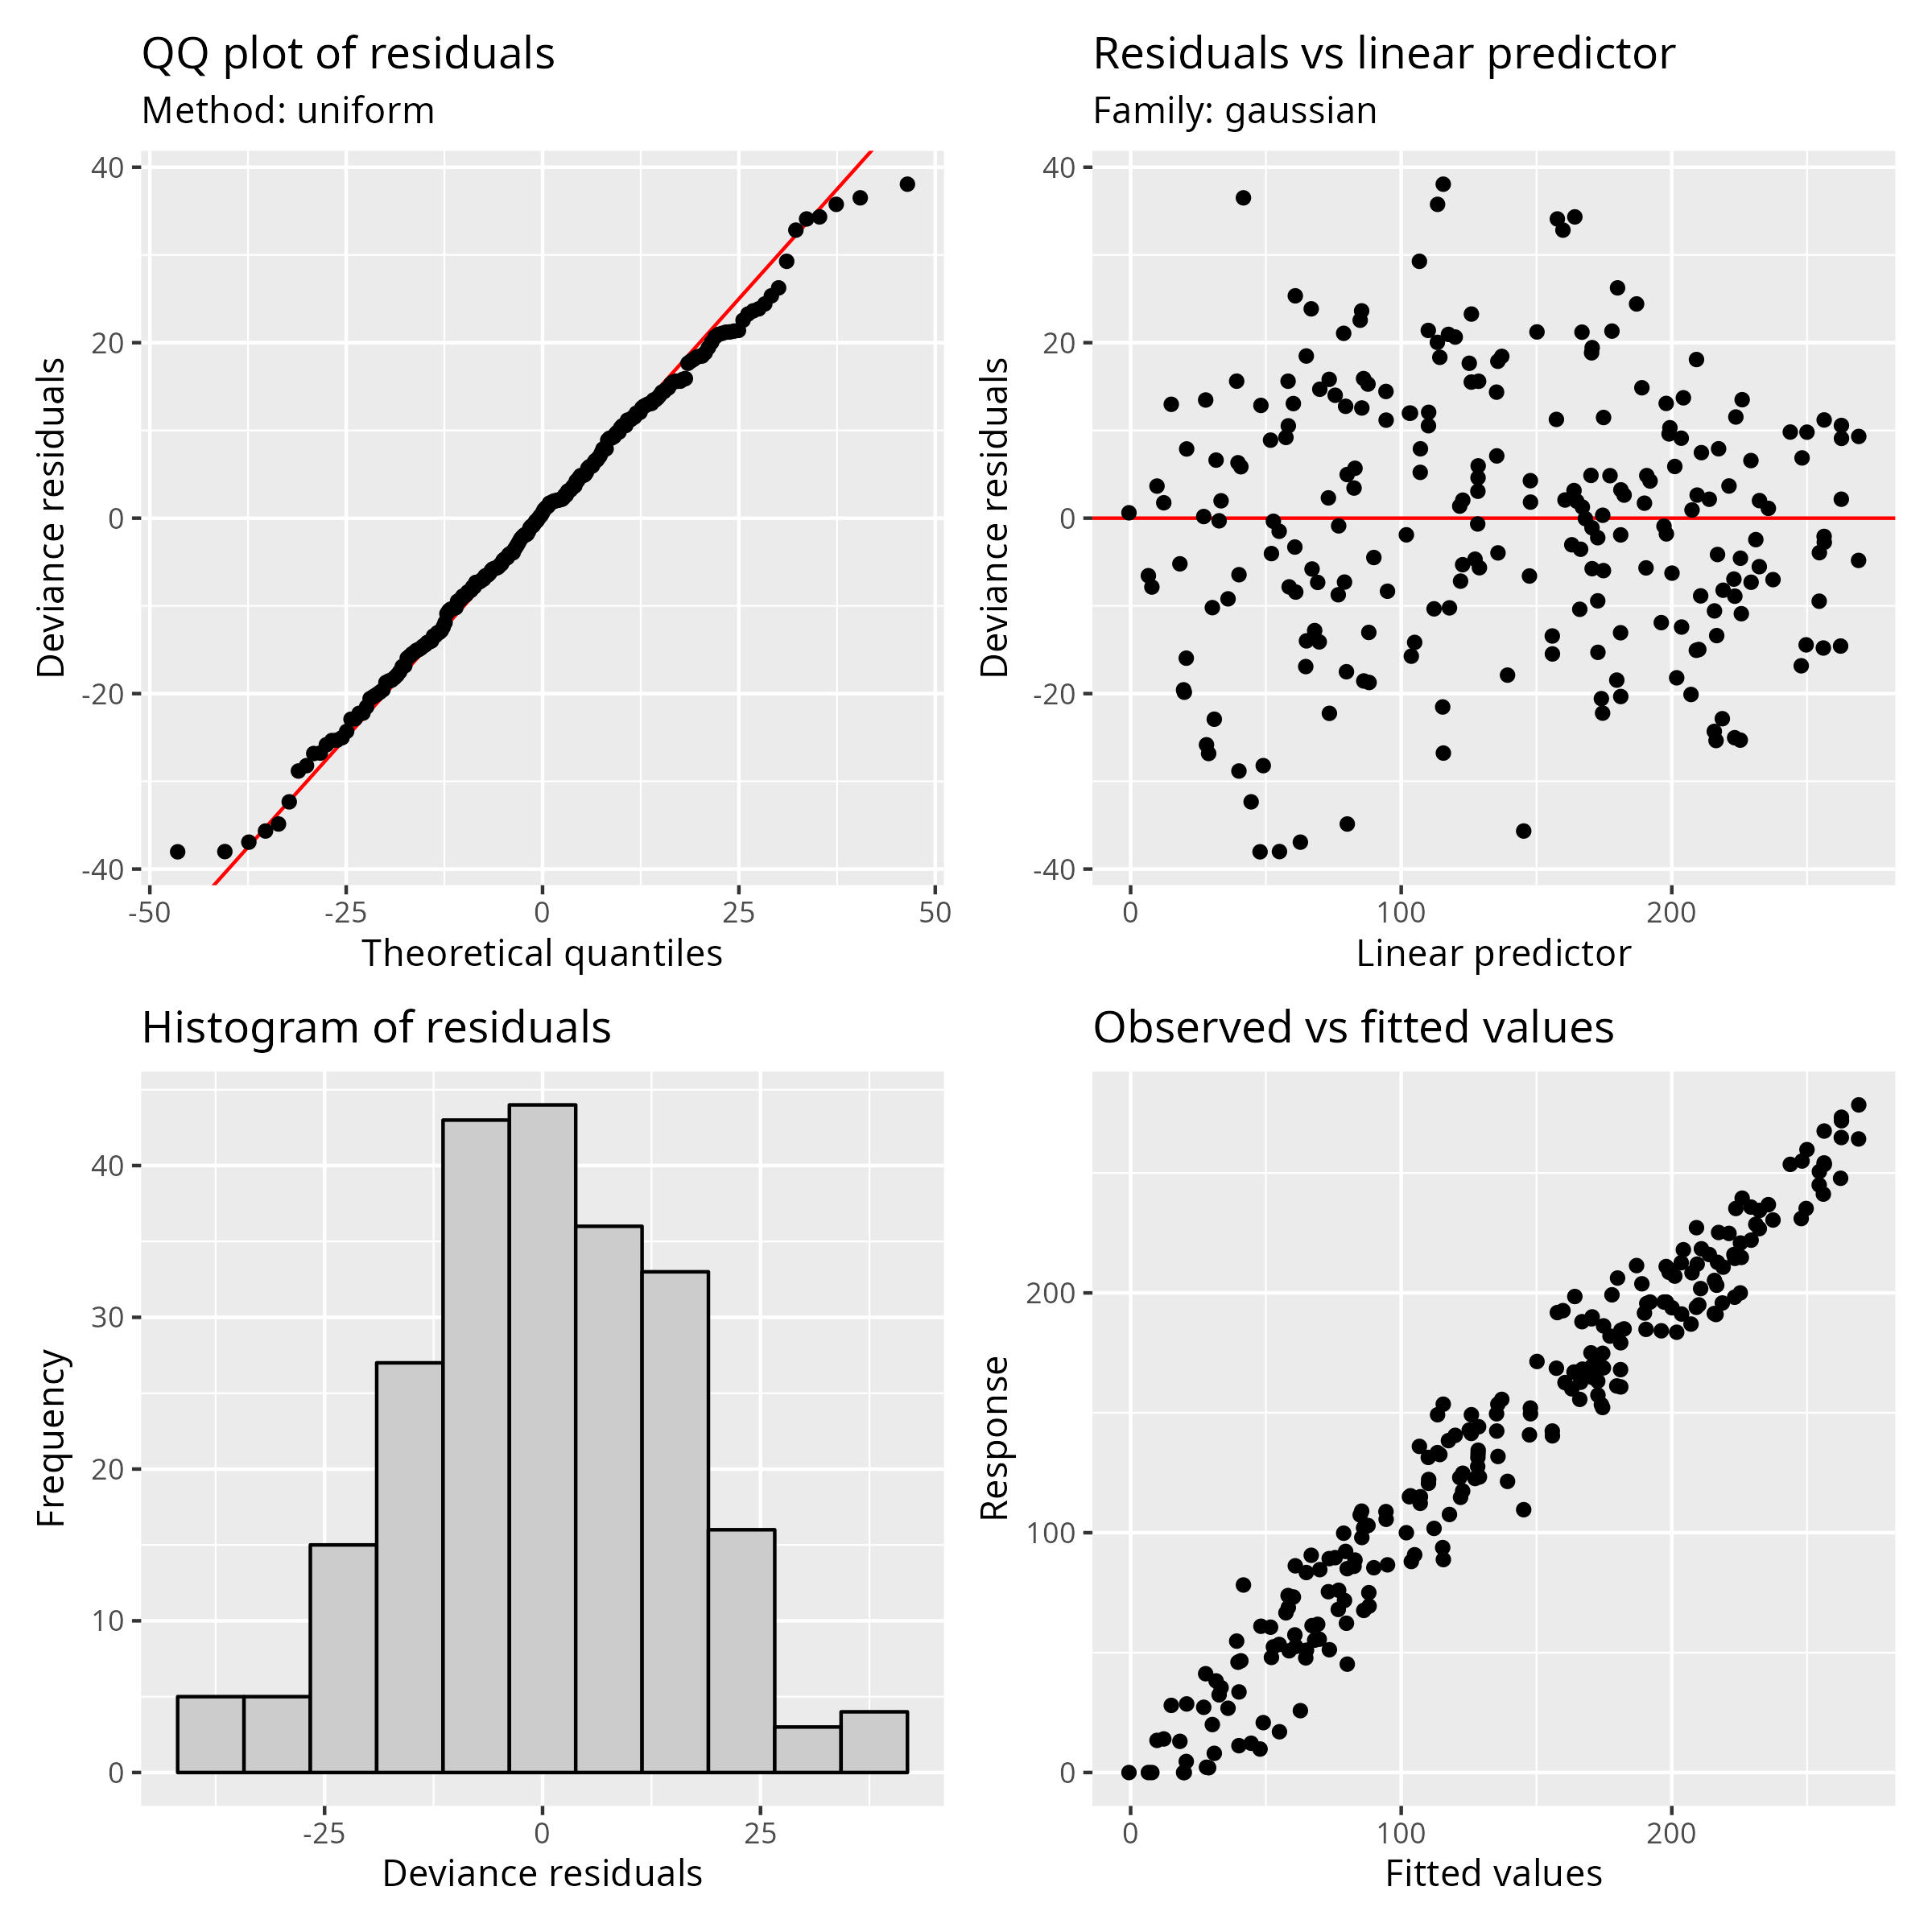 QQ plot of residuals
Method: uniform
40
20
0
-20
-40
-50
-25
0
25
50
Theoretical quantiles
Deviance residuals
Residuals vs linear predictor
Family: gaussian
40
20
0
-20
-40
0
100
200
Linear predictor
Deviance residuals
Histogram of residuals
40
30
20
10
0
-25
0
25
Deviance residuals
Frequency
Observed vs fitted values
200
100
0
0
100
200
Fitted values
Response